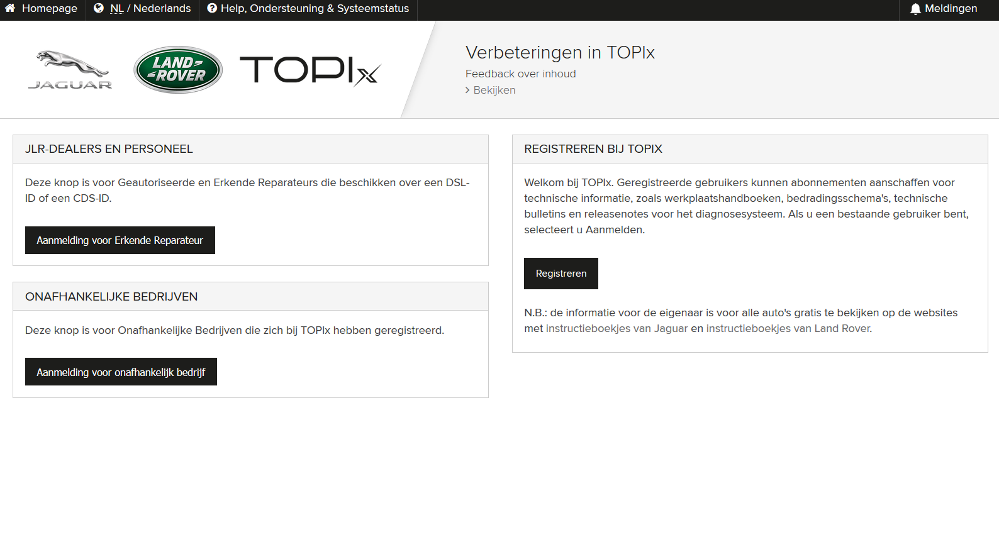 Homepage
NL / Nederlands
Help, Ondersteuning & Systeemstatus
Meldingen
JAGUAR
LAND-
-ROVER
TOPIx
Verbeteringen in TOPIx
Feedback over inhoud
Bekijken
JLR-DEALERS EN PERSONEEL
Deze knop is voor Geautoriseerde en Erkende Reparateurs die beschikken over een DSL-
ID of een CDS-ID.
Aanmelding voor Erkende Reparateur
ONAFHANKELIJKE BEDRIJVEN
Deze knop is voor Onafhankelijke Bedrijven die zich bij TOPIx hebben geregistreerd.
Aanmelding voor onafhankelijk bedrijf
REGISTREREN BIJ TOPIX
Welkom bij TOPIx. Geregistreerde gebruikers kunnen abonnementen aanschaffen voor
technische informatie, zoals werkplaatshandboeken, bedradingsschema's, technische
bulletins en releasenotes voor het diagnosesysteem. Als u een bestaande gebruiker bent,
selecteert u Aanmelden.
Registreren
N.B.: de informatie voor de eigenaar is voor alle auto's gratis te bekijken op de websites
met instructieboekjes van Jaguar en instructieboekjes van Land Rover.